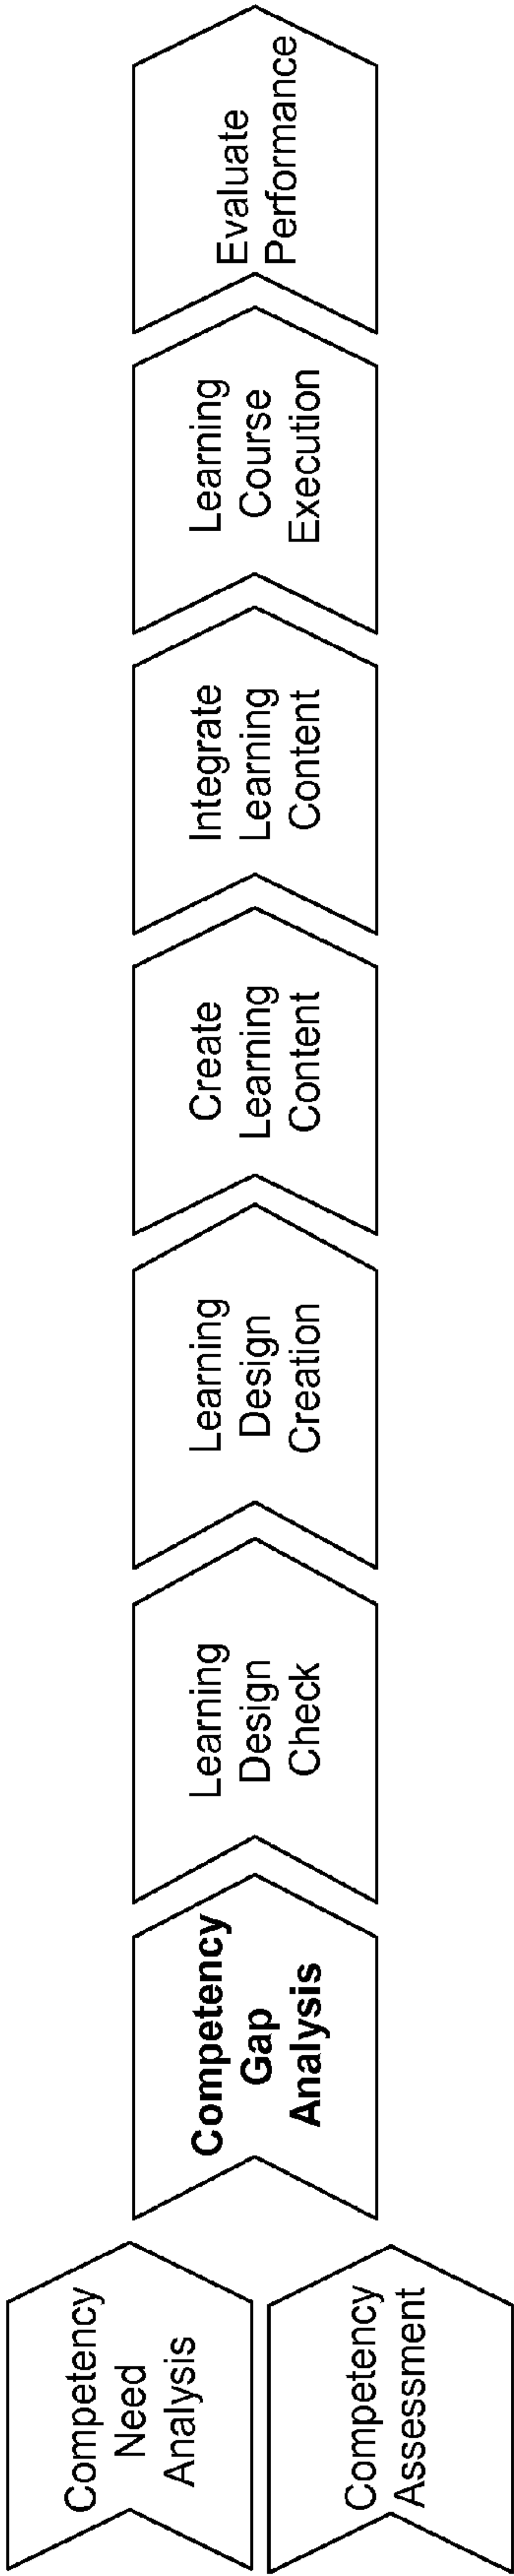 Competency
Need
Analysis
Competency
Assessment
Competency
Gap
Analysis
Learning
Design
Check
Learning
Design
Creation
Create
Learning
Content
Integrate
Learning
Content
Learning
Course
Execution
Evaluate
Performance